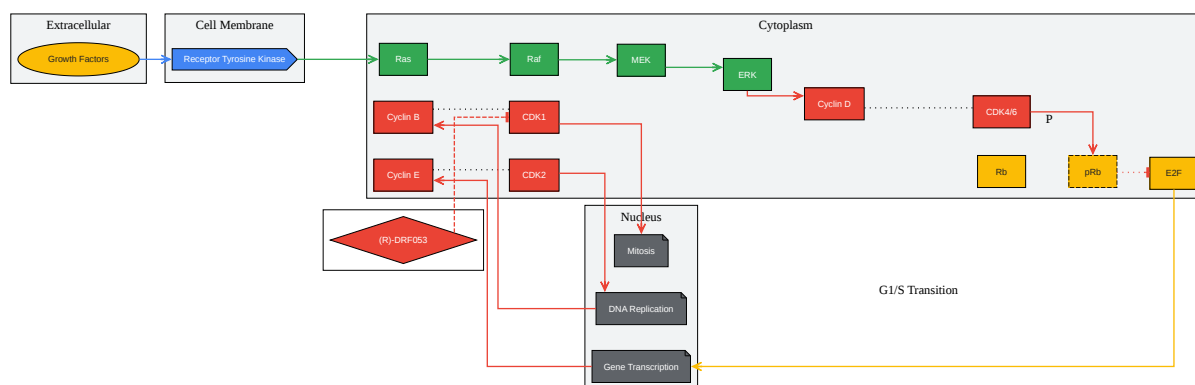 Extracellular
Cell Membrane
Cytoplasm
Growth Factors
Receptor Tyrosine Kinase
Ras
Raf
MEK
ERK
Cyclin D
CDK4/6
P
Cyclin B
CDK1
Cyclin E
CDK2
Rb
pRb
E2F
Nucleus
(R)-DRF053
Mitosis
G1/S Transition
DNA Replication
Gene Transcription